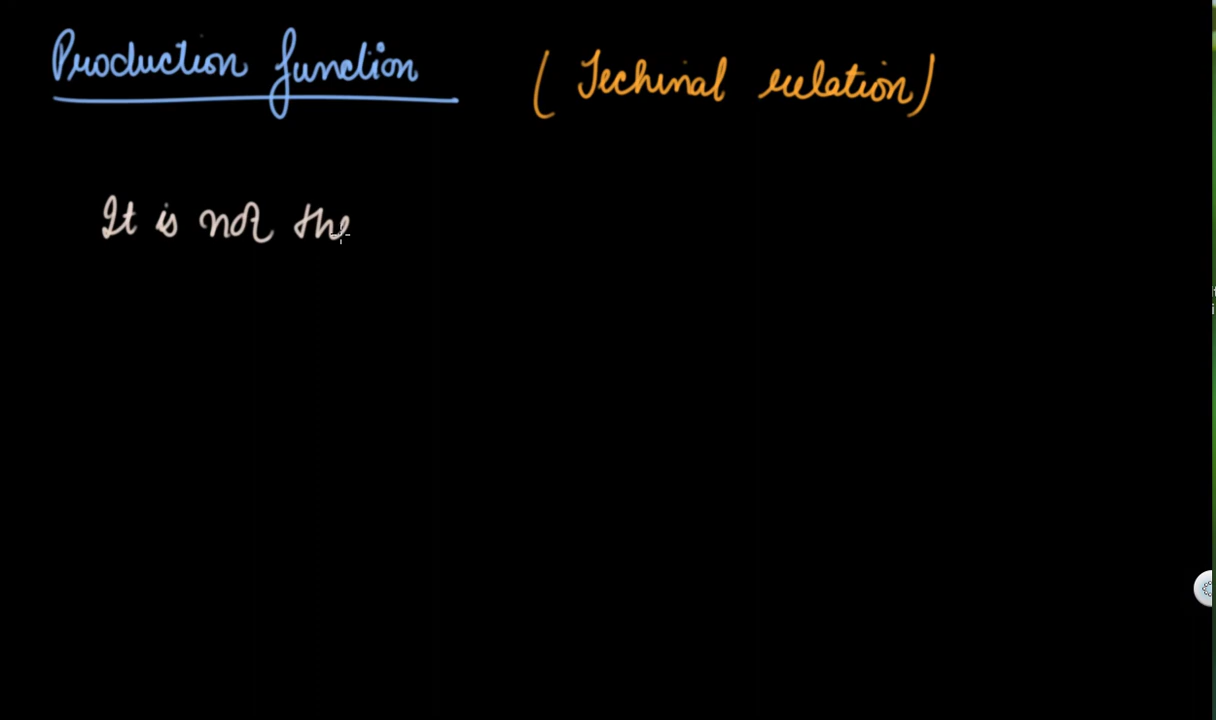 Production function (Techinal relation)
It is not the